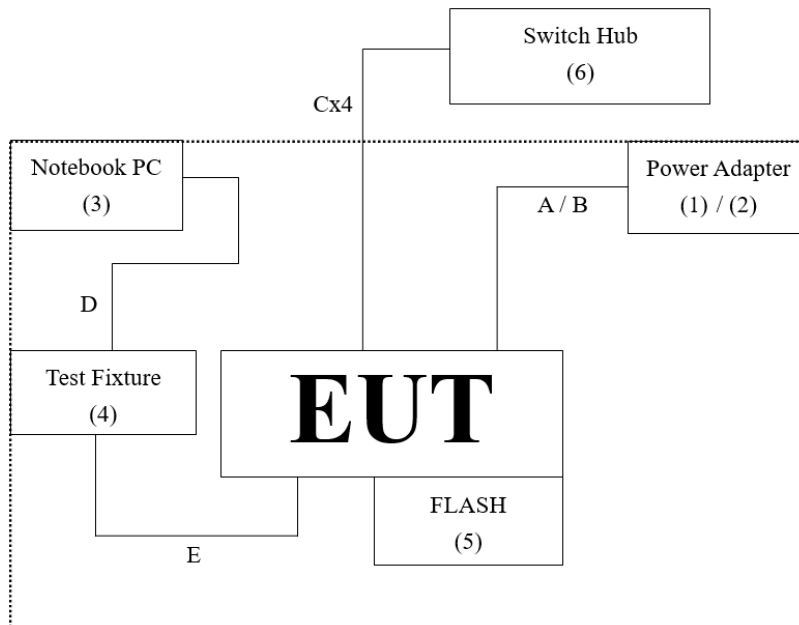 Switch Hub
(6)
Cx4
Notebook PC
(3)
Power Adapter
(1) / (2)
A / B
D
Test Fixture
(4)
EUT
FLASH
(5)
E